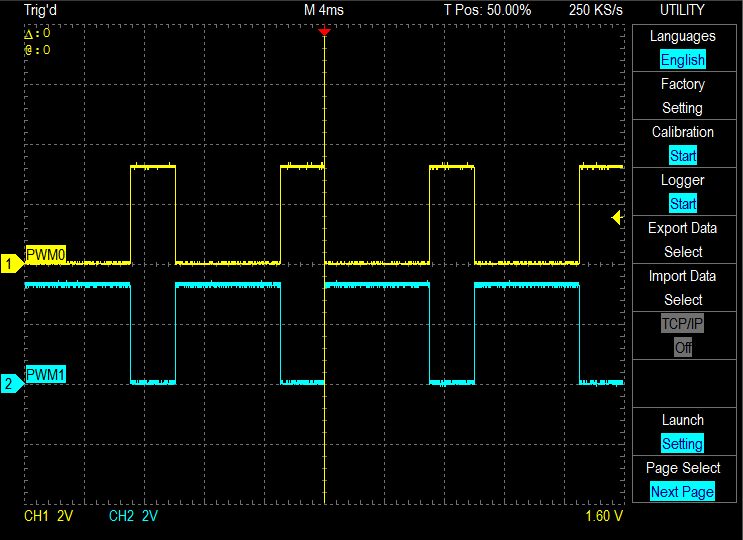 Trig'd M 4ms T Pos: 50.00% 250 KS/s UTILITY
Δ: 0
@: 0
Languages
English
Factory
Setting
Calibration
Start
Logger
Start
Export Data
Select
Import Data
Select
TCP/IP
Off
Launch
Setting
Page Select
Next Page
PWM0
1
PWM1
2
CH1 2V CH2 2V 1.60 V